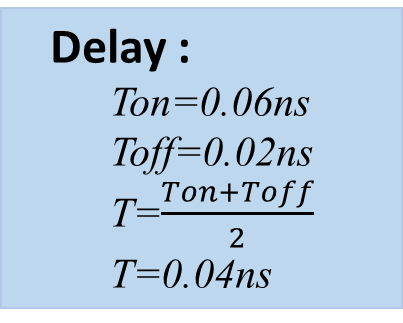 Delay :
Ton=0.06ns
Toff=0.02ns
T=Ton+Toff/2
T=0.04ns